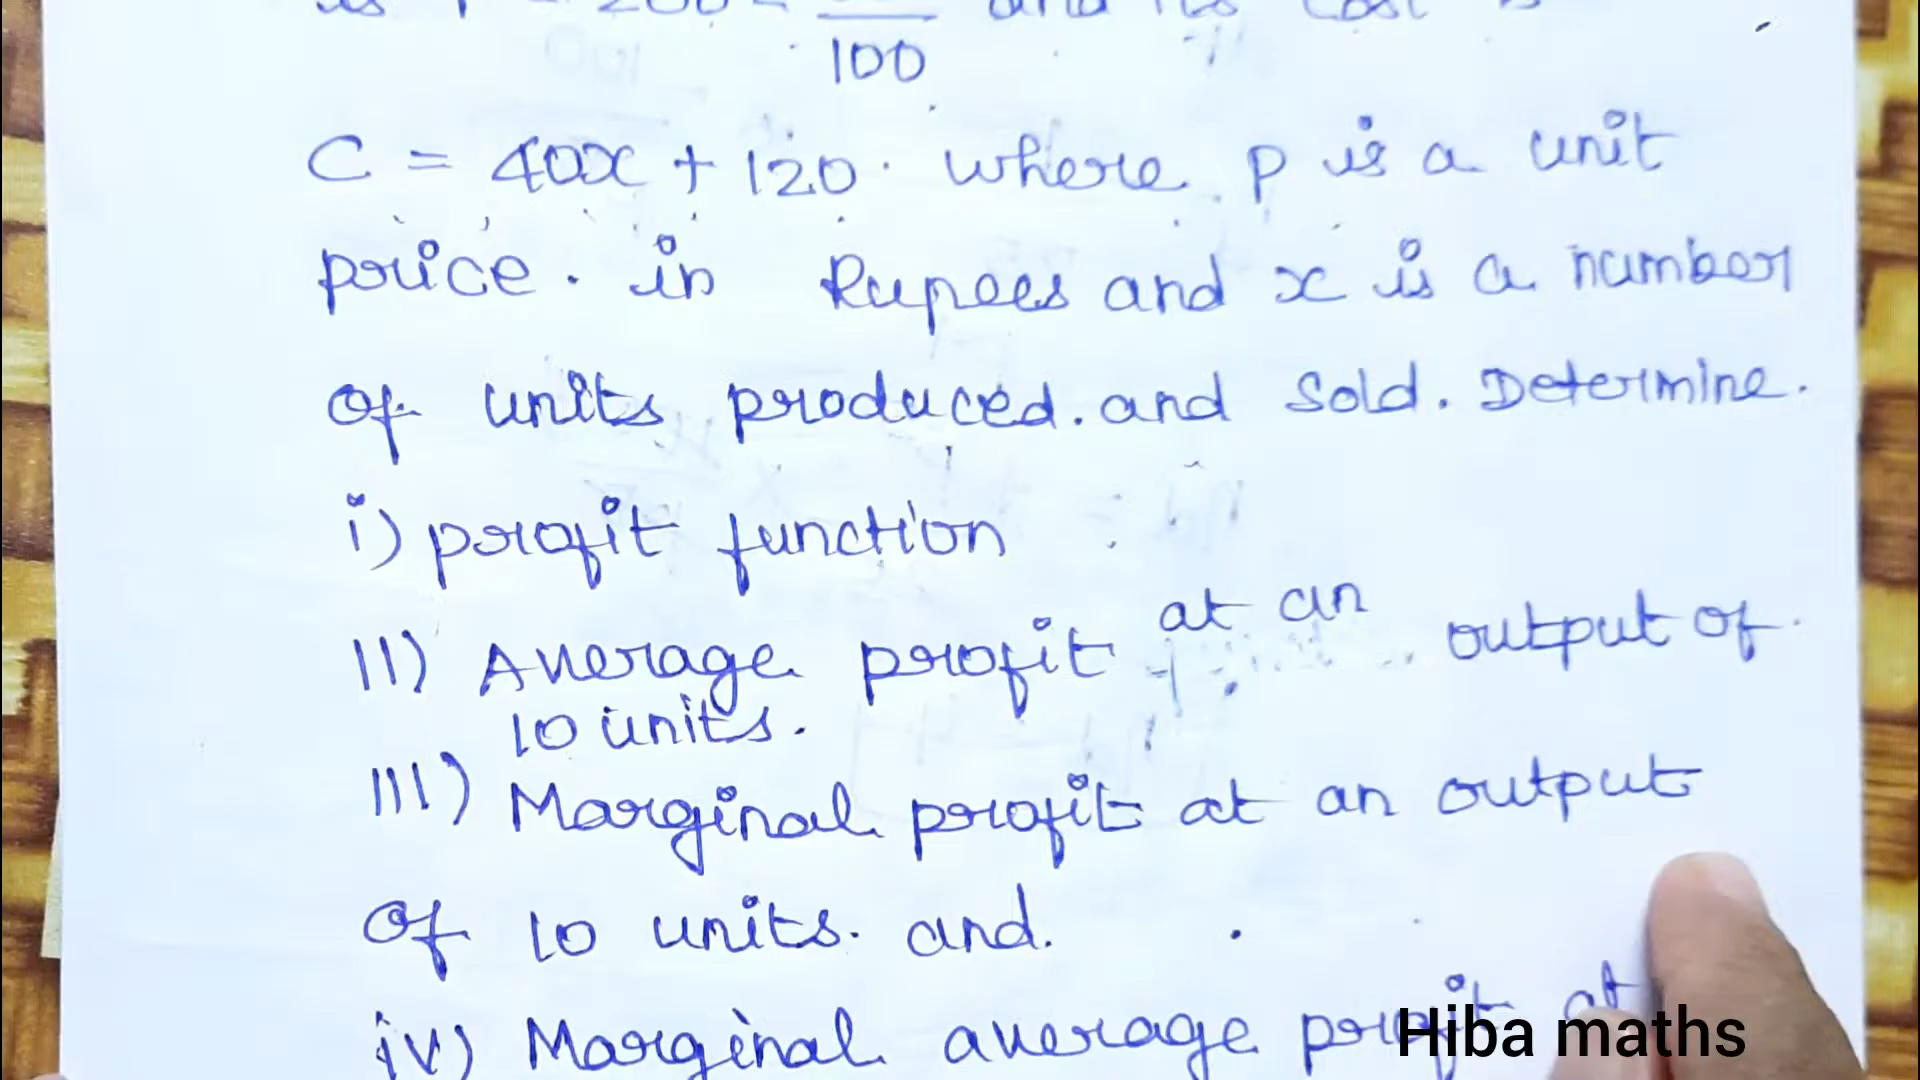 100
C = 40x + 120. where p is a unit
price. in Rupees and x is a number
of units produced. and sold. Determine.
i) profit function
II) Average profit at an output of.
10 units.
III) Marginal profit at an output
of 10 units. and.
iv) Marginal average profit at
Hiba maths